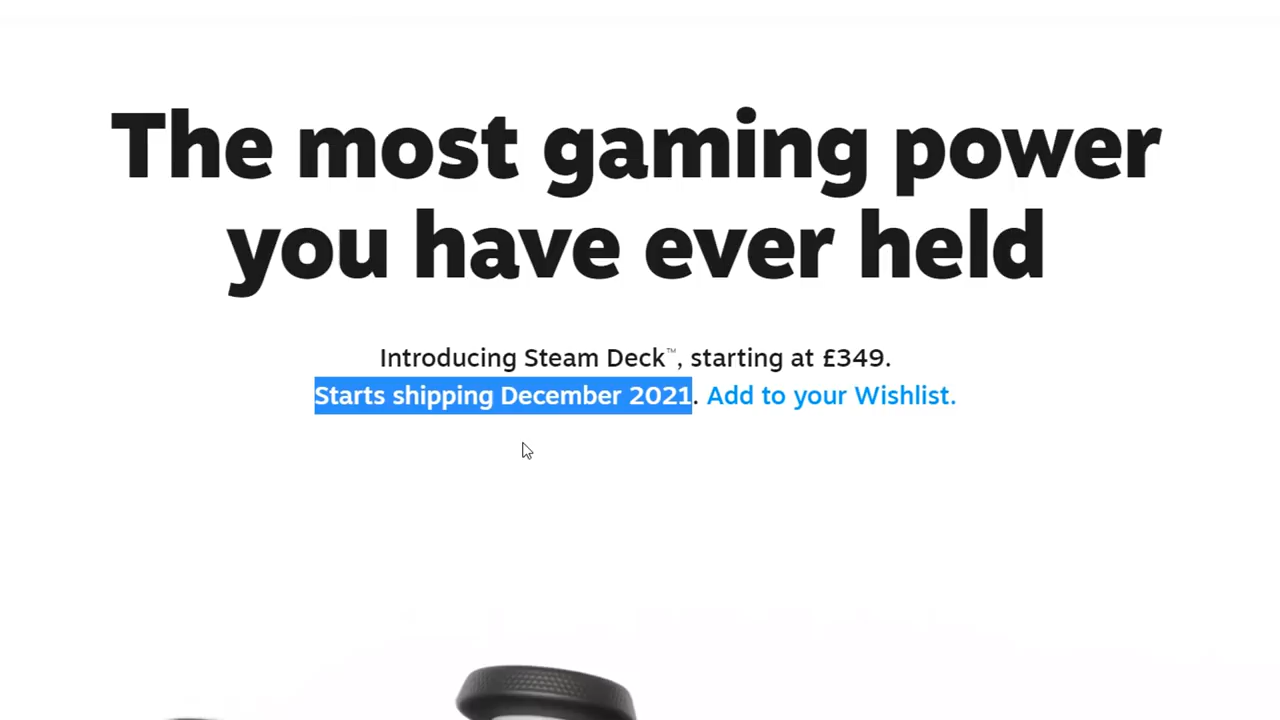 The most gaming power
you have ever held
Introducing Steam Deck™, starting at £349.
Starts shipping December 2021. Add to your Wishlist.